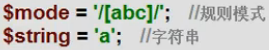 $mode = '/[abc]/';  //规则模式
$string = 'a';  //字符串